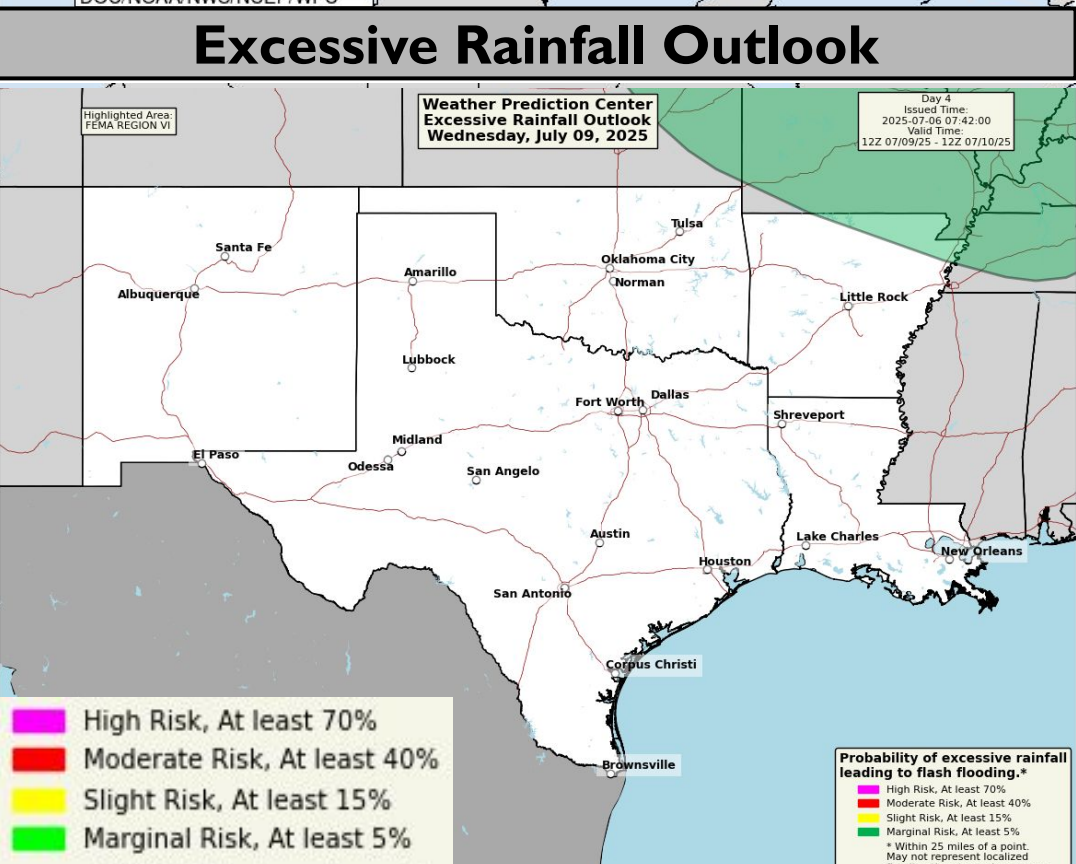 DOC/NOAA/NWS/NCEP/WPC
Excessive Rainfall Outlook
Highlighted Area:
FEMA REGION VI
Weather Prediction Center
Excessive Rainfall Outlook
Wednesday, July 09, 2025
Day 4
Issued Time:
2025-07-06 07:42:00
Valid Time:
12Z 07/09/25 - 12Z 07/10/25
Tulsa
Santa Fe
Oklahoma City
Amarillo
Norman
Albuquerque
Little Rock
Lubbock
Dallas
Fort Worth
Shreveport
Midland
El Paso
Odessa
San Angelo
Austin
Lake Charles
New Orleans
Houston
San Antonio
Corpus Christi
Brownsville
High Risk, At least 70%
Moderate Risk, At least 40%
Slight Risk, At least 15%
Marginal Risk, At least 5%
Probability of excessive rainfall
leading to flash flooding.*
High Risk, At least 70%
Moderate Risk, At least 40%
Slight Risk, At least 15%
Marginal Risk, At least 5%
* Within 25 miles of a point.
May not represent localized